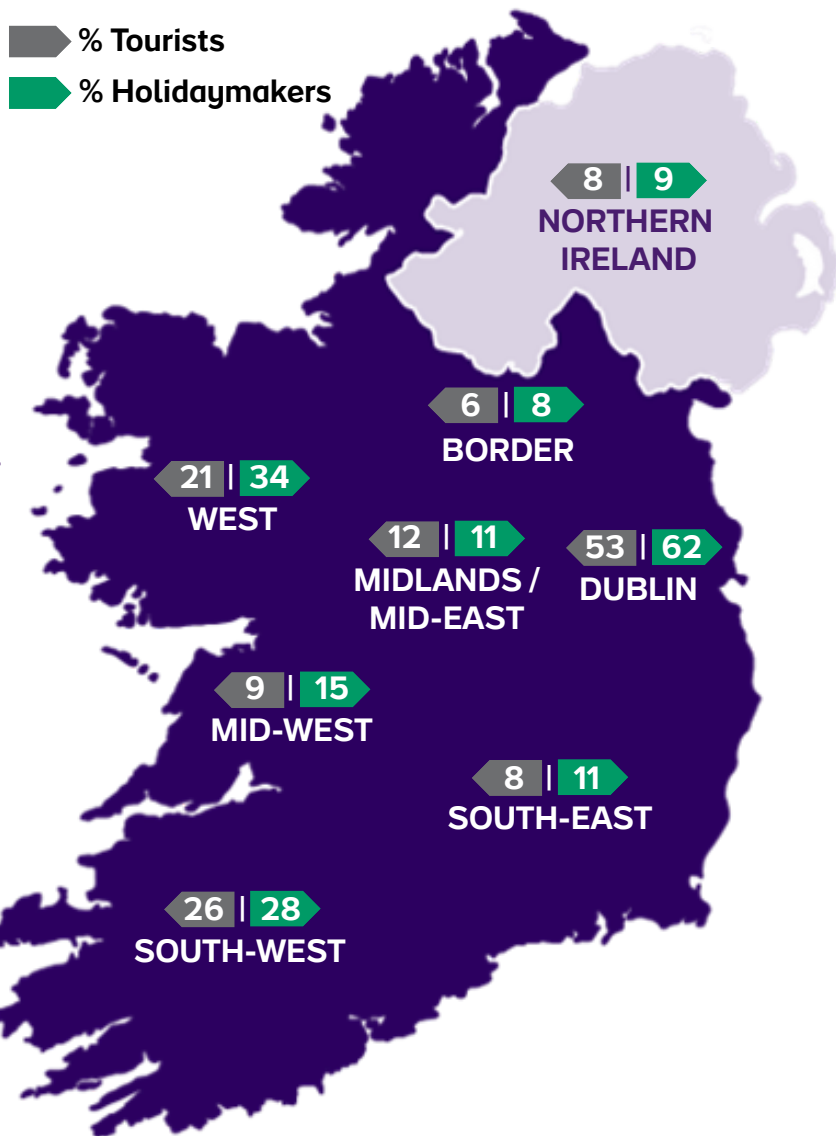 % Tourists
% Holidaymakers
8 | 9
NORTHERN
IRELAND
6 | 8
BORDER
21 | 34
WEST
12 | 11
MIDLANDS /
MID-EAST
53 | 62
DUBLIN
9 | 15
MID-WEST
8 | 11
SOUTH-EAST
26 | 28
SOUTH-WEST